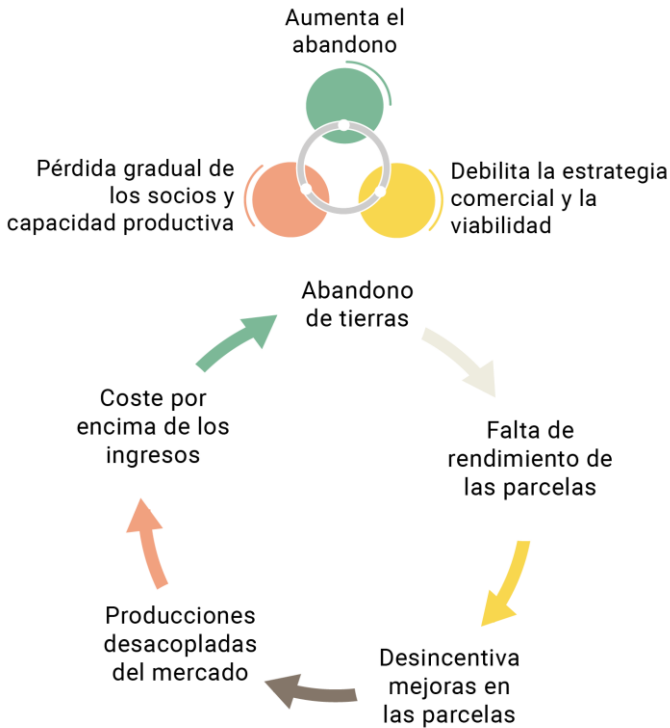 Aumenta el
abandono
Pérdida gradual de
los socios y
capacidad productiva
Debilita la estrategia
comercial y la
viabilidad
Abandono
de tierras
Falta de
rendimiento de
las parcelas
Desincentiva
mejoras en
las parcelas
Producciones
desacopladas
del mercado
Coste por
encima de los
ingresos